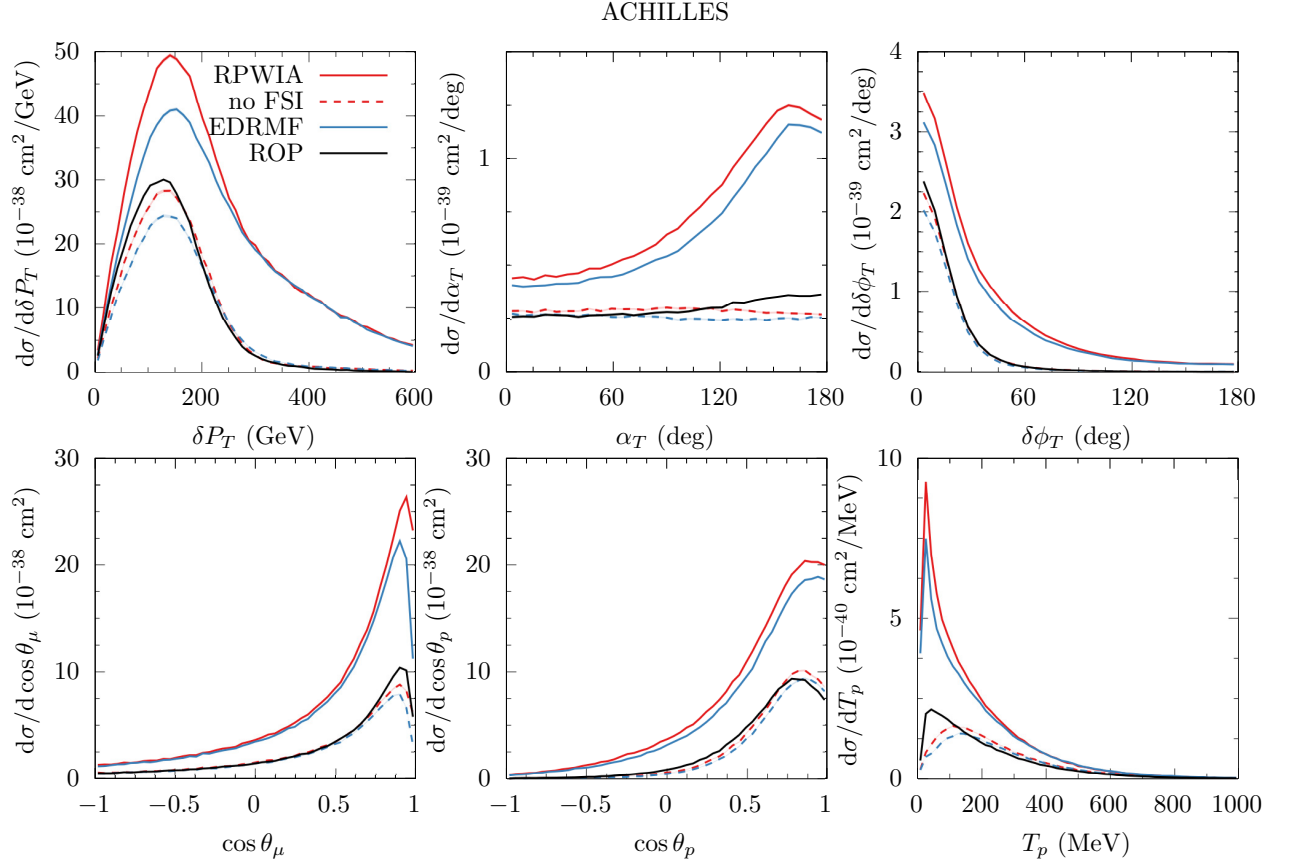 ACHILLES
dσ/dδP_T (10^{-38} cm^2/GeV)
50
40
30
20
10
0
RPWIA
no FSI
EDRMF
ROP
0 200 400 600
δP_T (GeV)
dσ/dα_T (10^{-39} cm^2/deg)
1
0
0 60 120 180
α_T (deg)
dσ/dδϕ_T (10^{-39} cm^2/deg)
4
3
2
1
0
0 60 120 180
δϕ_T (deg)
dσ/d cos θ_μ (10^{-38} cm^2)
30
20
10
0
−1 −0.5 0 0.5 1
cos θ_μ
dσ/d cos θ_p (10^{-38} cm^2)
30
20
10
0
−1 −0.5 0 0.5 1
cos θ_p
dσ/dT_p (10^{-40} cm^2/MeV)
10
5
0
0 200 400 600 800 1000
T_p (MeV)